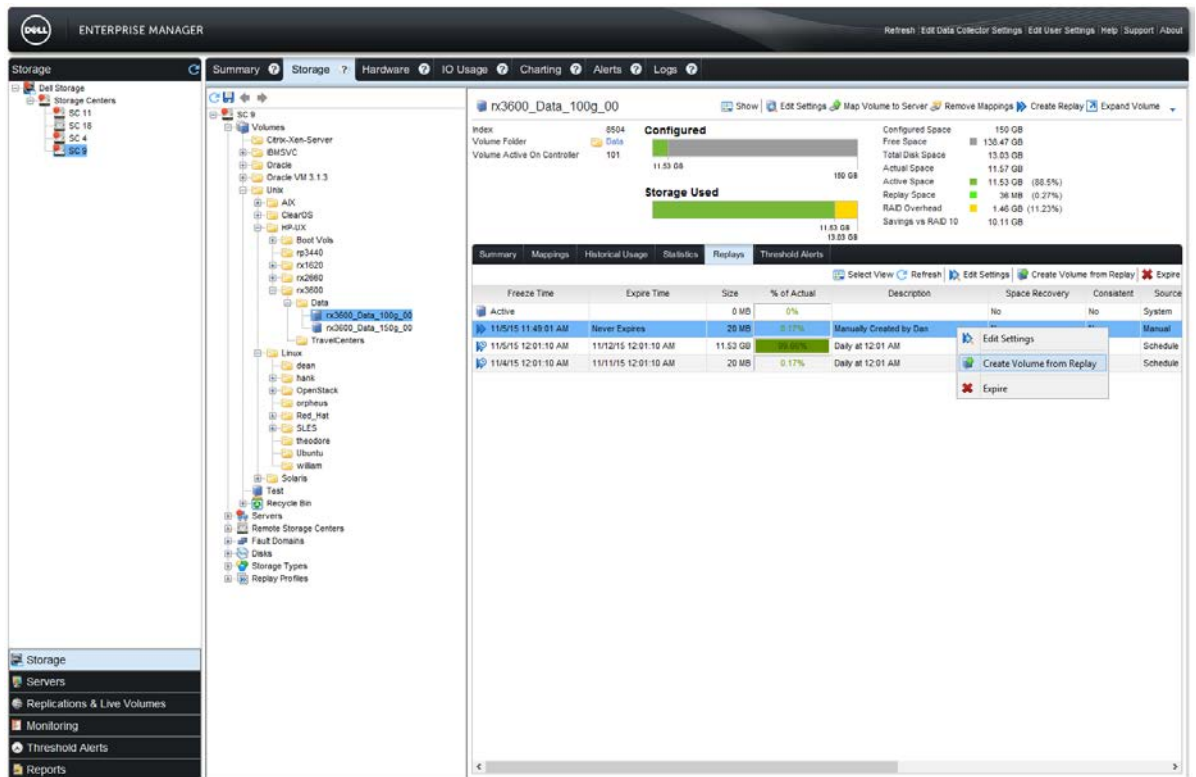 DELL
ENTERPRISE MANAGER
Refresh Edit Data Collector Settings Edit User Settings Help Support About
Storage
Dell Storage
Storage Centers
SC 11
SC 18
SC 4
SC 9
Storage
Servers
Replications & Live Volumes
Monitoring
Threshold Alerts
Reports
Summary ? Storage ? Hardware ? IO Usage ? Charting ? Alerts ? Logs ?
SC 9
Volumes
Citrix-Xen-Server
IBMSVC
Oracle
Oracle VM 3.1.3
Unix
AIX
ClearOS
HP-UX
Boot Vols
rp3440
rx1620
rx2660
rx3600
Data
rx3600_Data_100g_00
rx3600_Data_150g_00
TravelCenters
Linux
dean
hank
OpenStack
orpheus
Red_Hat
SLES
theodore
Ubuntu
william
Solaris
Test
Recycle Bin
Servers
Remote Storage Centers
Fault Domains
Disks
Storage Types
Replay Profiles
rx3600_Data_100g_00
Show Edit Settings Map Volume to Server Remove Mappings Create Replay Expand Volume
Index 8504
Volume Folder Data
Volume Active On Controller 101
Configured
11.53 GB
150 GB
Storage Used
11.53 GB
13.03 GB
Configured Space 150 GB
Free Space 138.47 GB
Total Disk Space 13.03 GB
Actual Space 11.57 GB
Active Space 11.53 GB (88.5%)
Replay Space 36 MB (0.27%)
RAID Overhead 1.46 GB (11.23%)
Savings vs RAID 10 10.11 GB
Summary Mappings Historical Usage Statistics Replays Threshold Alerts
Select View Refresh Edit Settings Create Volume from Replay Expire
Freeze Time Expire Time Size % of Actual Description Space Recovery Consistent Source
Active 0 MB 0% No No System
11/5/15 11:49:01 AM Never Expires 20 MB 0.17% Manually Created by Dan Manual
11/5/15 12:01:10 AM 11/12/15 12:01:10 AM 11.53 GB Daily at 12:01 AM Schedule
11/4/15 12:01:10 AM 11/11/15 12:01:10 AM 20 MB 0.17% Daily at 12:01 AM Schedule
Edit Settings
Create Volume from Replay
Expire